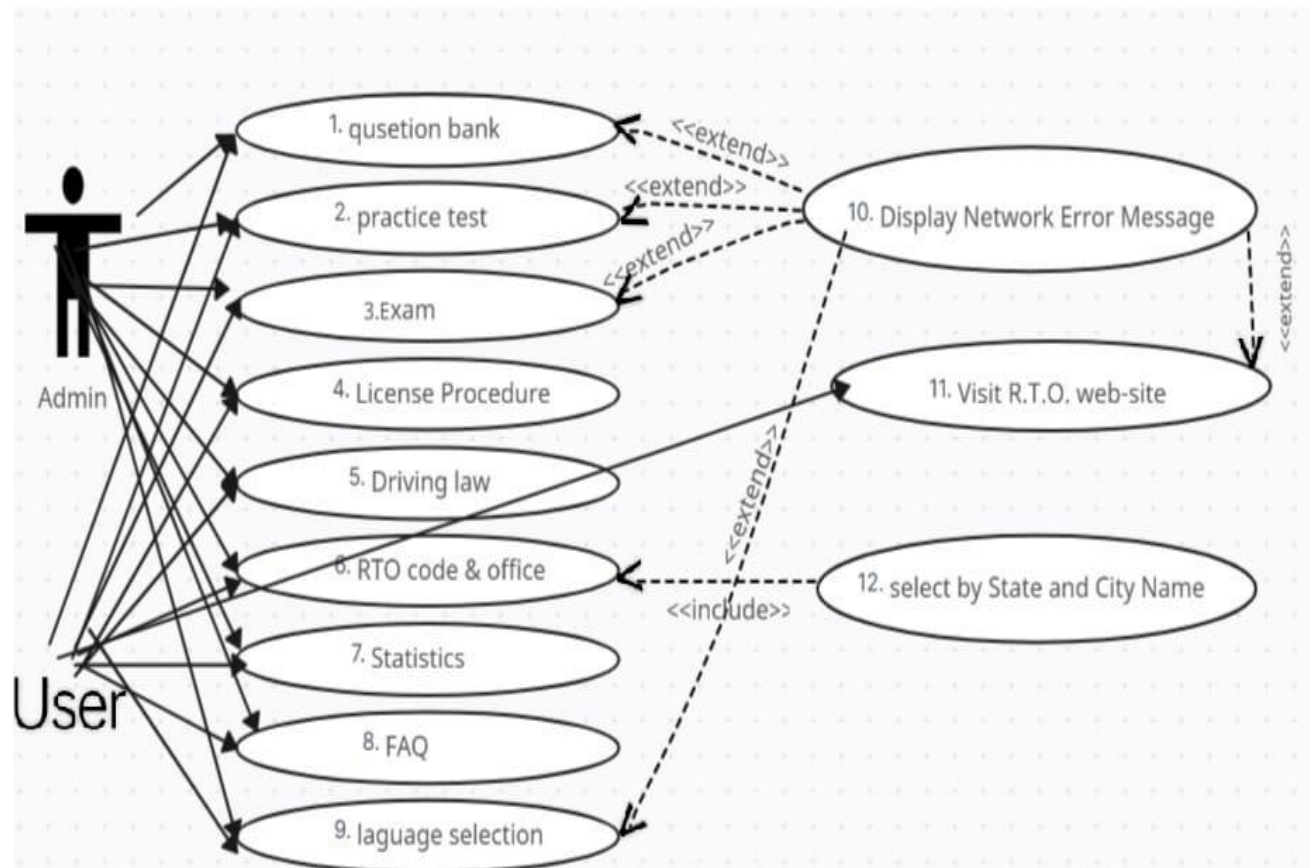 1. qusetion bank
2. practice test
3.Exam
4. License Procedure
5. Driving law
6. RTO code & office
7. Statistics
8. FAQ
9. laguage selection
Admin
User
<<extend>>
<<extend>>
<<extend>>
10. Display Network Error Message
<<extend>>
11. Visit R.T.O. web-site
<<extend>>
12. select by State and City Name
<<include>>